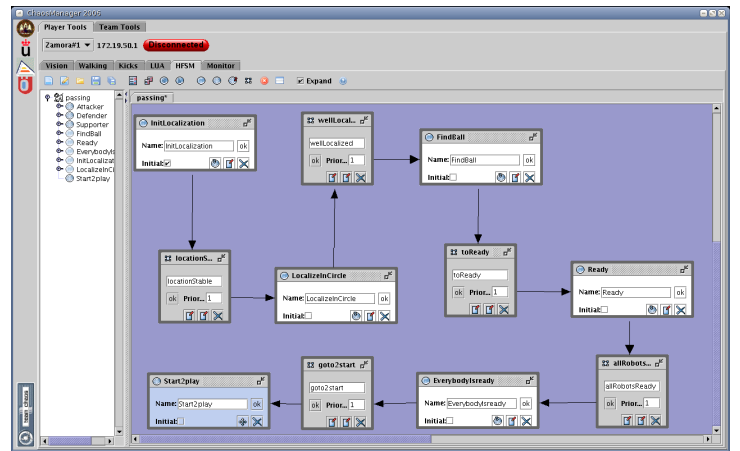 ChaosManager 2006
Player Tools Team Tools
Zamora#1 172.19.50.1 Disconnected
Vision Walking Kicks LUA HFSM Monitor
Expand
passing
Attacker
Defender
Supporter
FindBall
Ready
EverybodyIs
InitLocalizat
LocalizeInCi
Start2play
passing*
InitLocalization
Name: InitLocalization ok
Initial:
wellLocal...
wellLocalized
ok Prior... 1
FindBall
Name: FindBall ok
Initial:
locationS...
locationStable
ok Prior... 1
LocalizeInCircle
Name: LocalizeInCircle ok
Initial:
toReady
toReady
ok Prior... 1
Ready
Name: Ready ok
Initial:
Start2play
Name: Start2play ok
Initial:
goto2start
goto2start
ok Prior... 1
EverybodyIsready
Name: EverybodyIsready ok
Initial:
allRobots...
allRobotsReady
ok Prior... 1